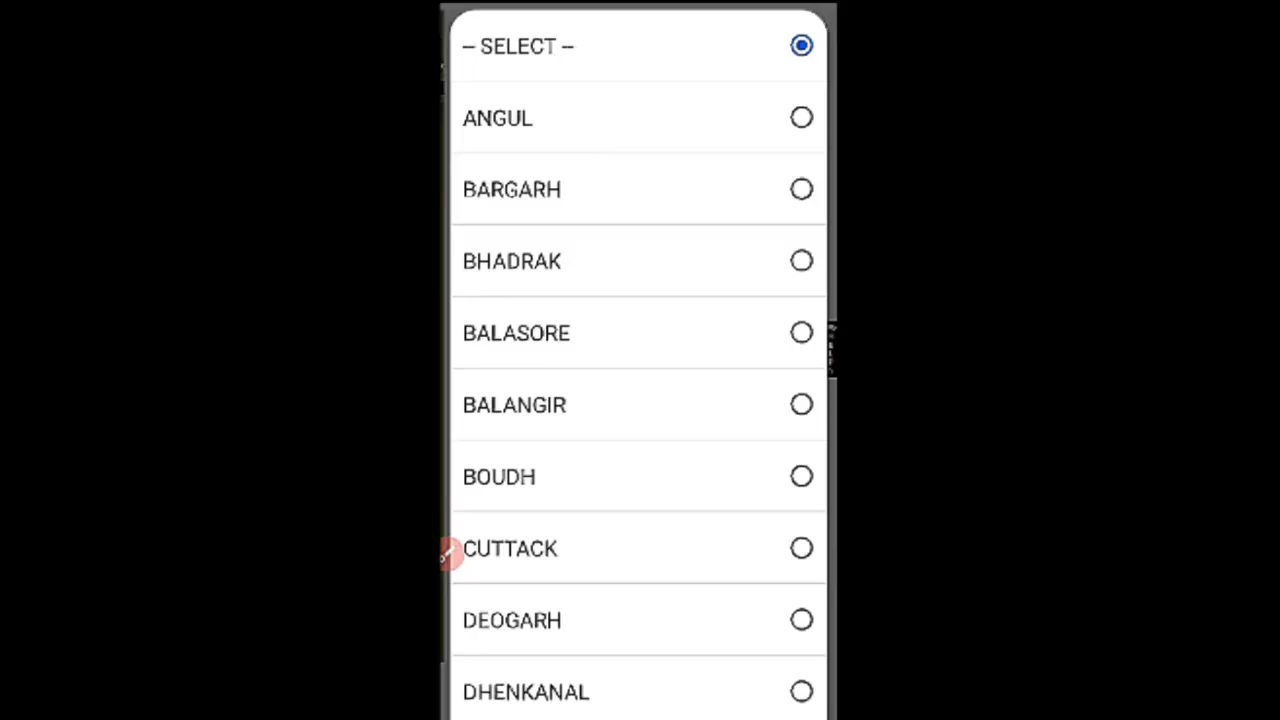 – SELECT –
ANGUL
BARGARH
BHADRAK
BALASORE
BALANGIR
BOUDH
CUTTACK
DEOGARH
DHENKANAL